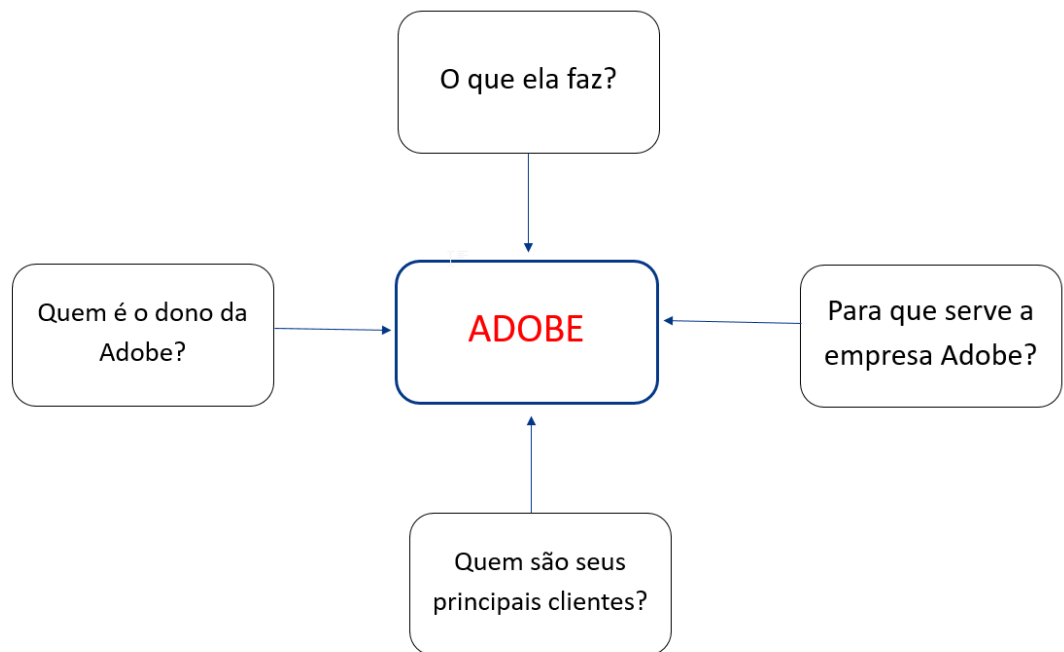 O que ela faz?
Quem é o dono da
Adobe?
ADOBE
Para que serve a
empresa Adobe?
Quem são seus
principais clientes?